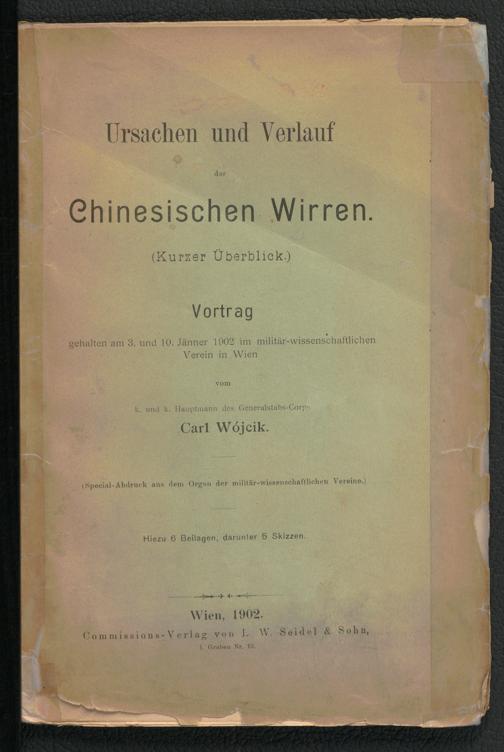 Ursachen und Verlauf
der
Chinesischen Wirren.
(Kurzer Überblick.)
Vortrag
gehalten am 3. und 10. Jänner 1902 im militär-wissenschaftlichen
Verein in Wien
vom
k. und k. Hauptmann des Generalstabs-Corps
Carl Wójcik.
(Special-Abdruck aus dem Organ der militär-wissenschaftlichen Vereine.)
Hiezu 6 Beilagen, darunter 5 Skizzen.
Wien, 1902.
Commissions-Verlag von L. W. Seidel & Sohn,
I. Graben Nr. 13.